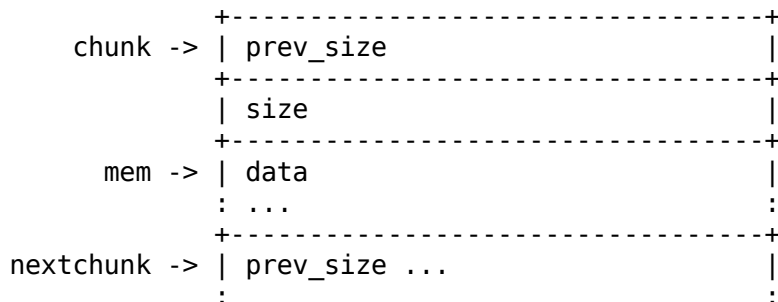 +----------------------------------+
chunk -> | prev_size |
+----------------------------------+
| size |
+----------------------------------+
mem -> | data |
: ... :
+----------------------------------+
nextchunk -> | prev_size ... |
: :